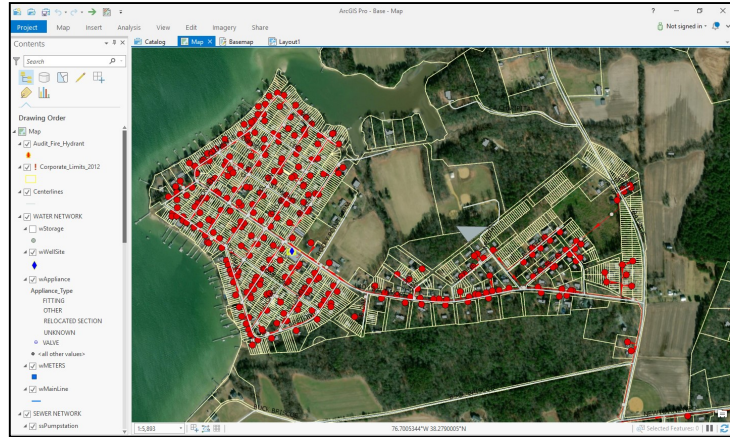 ArcGIS Pro - Base - Map
? 
Project Map Insert Analysis View Edit Imagery Share
Not signed in
Contents
Catalog Map Basemap Layout1
Search
Drawing Order
Map
Audit_Fire_Hydrant
! Corporate_Limits_2012
Centerlines
WATER NETWORK
wStorage
wWellSite
wAppliance
Appliance_Type
FITTING
OTHER
RELOCATED SECTION
UNKNOWN
VALVE
<all other values>
wMETERS
wMainLine
SEWER NETWORK
ssPumpstation
1:5,893
76.7005344°W 38.2790005°N
Selected Features: 0